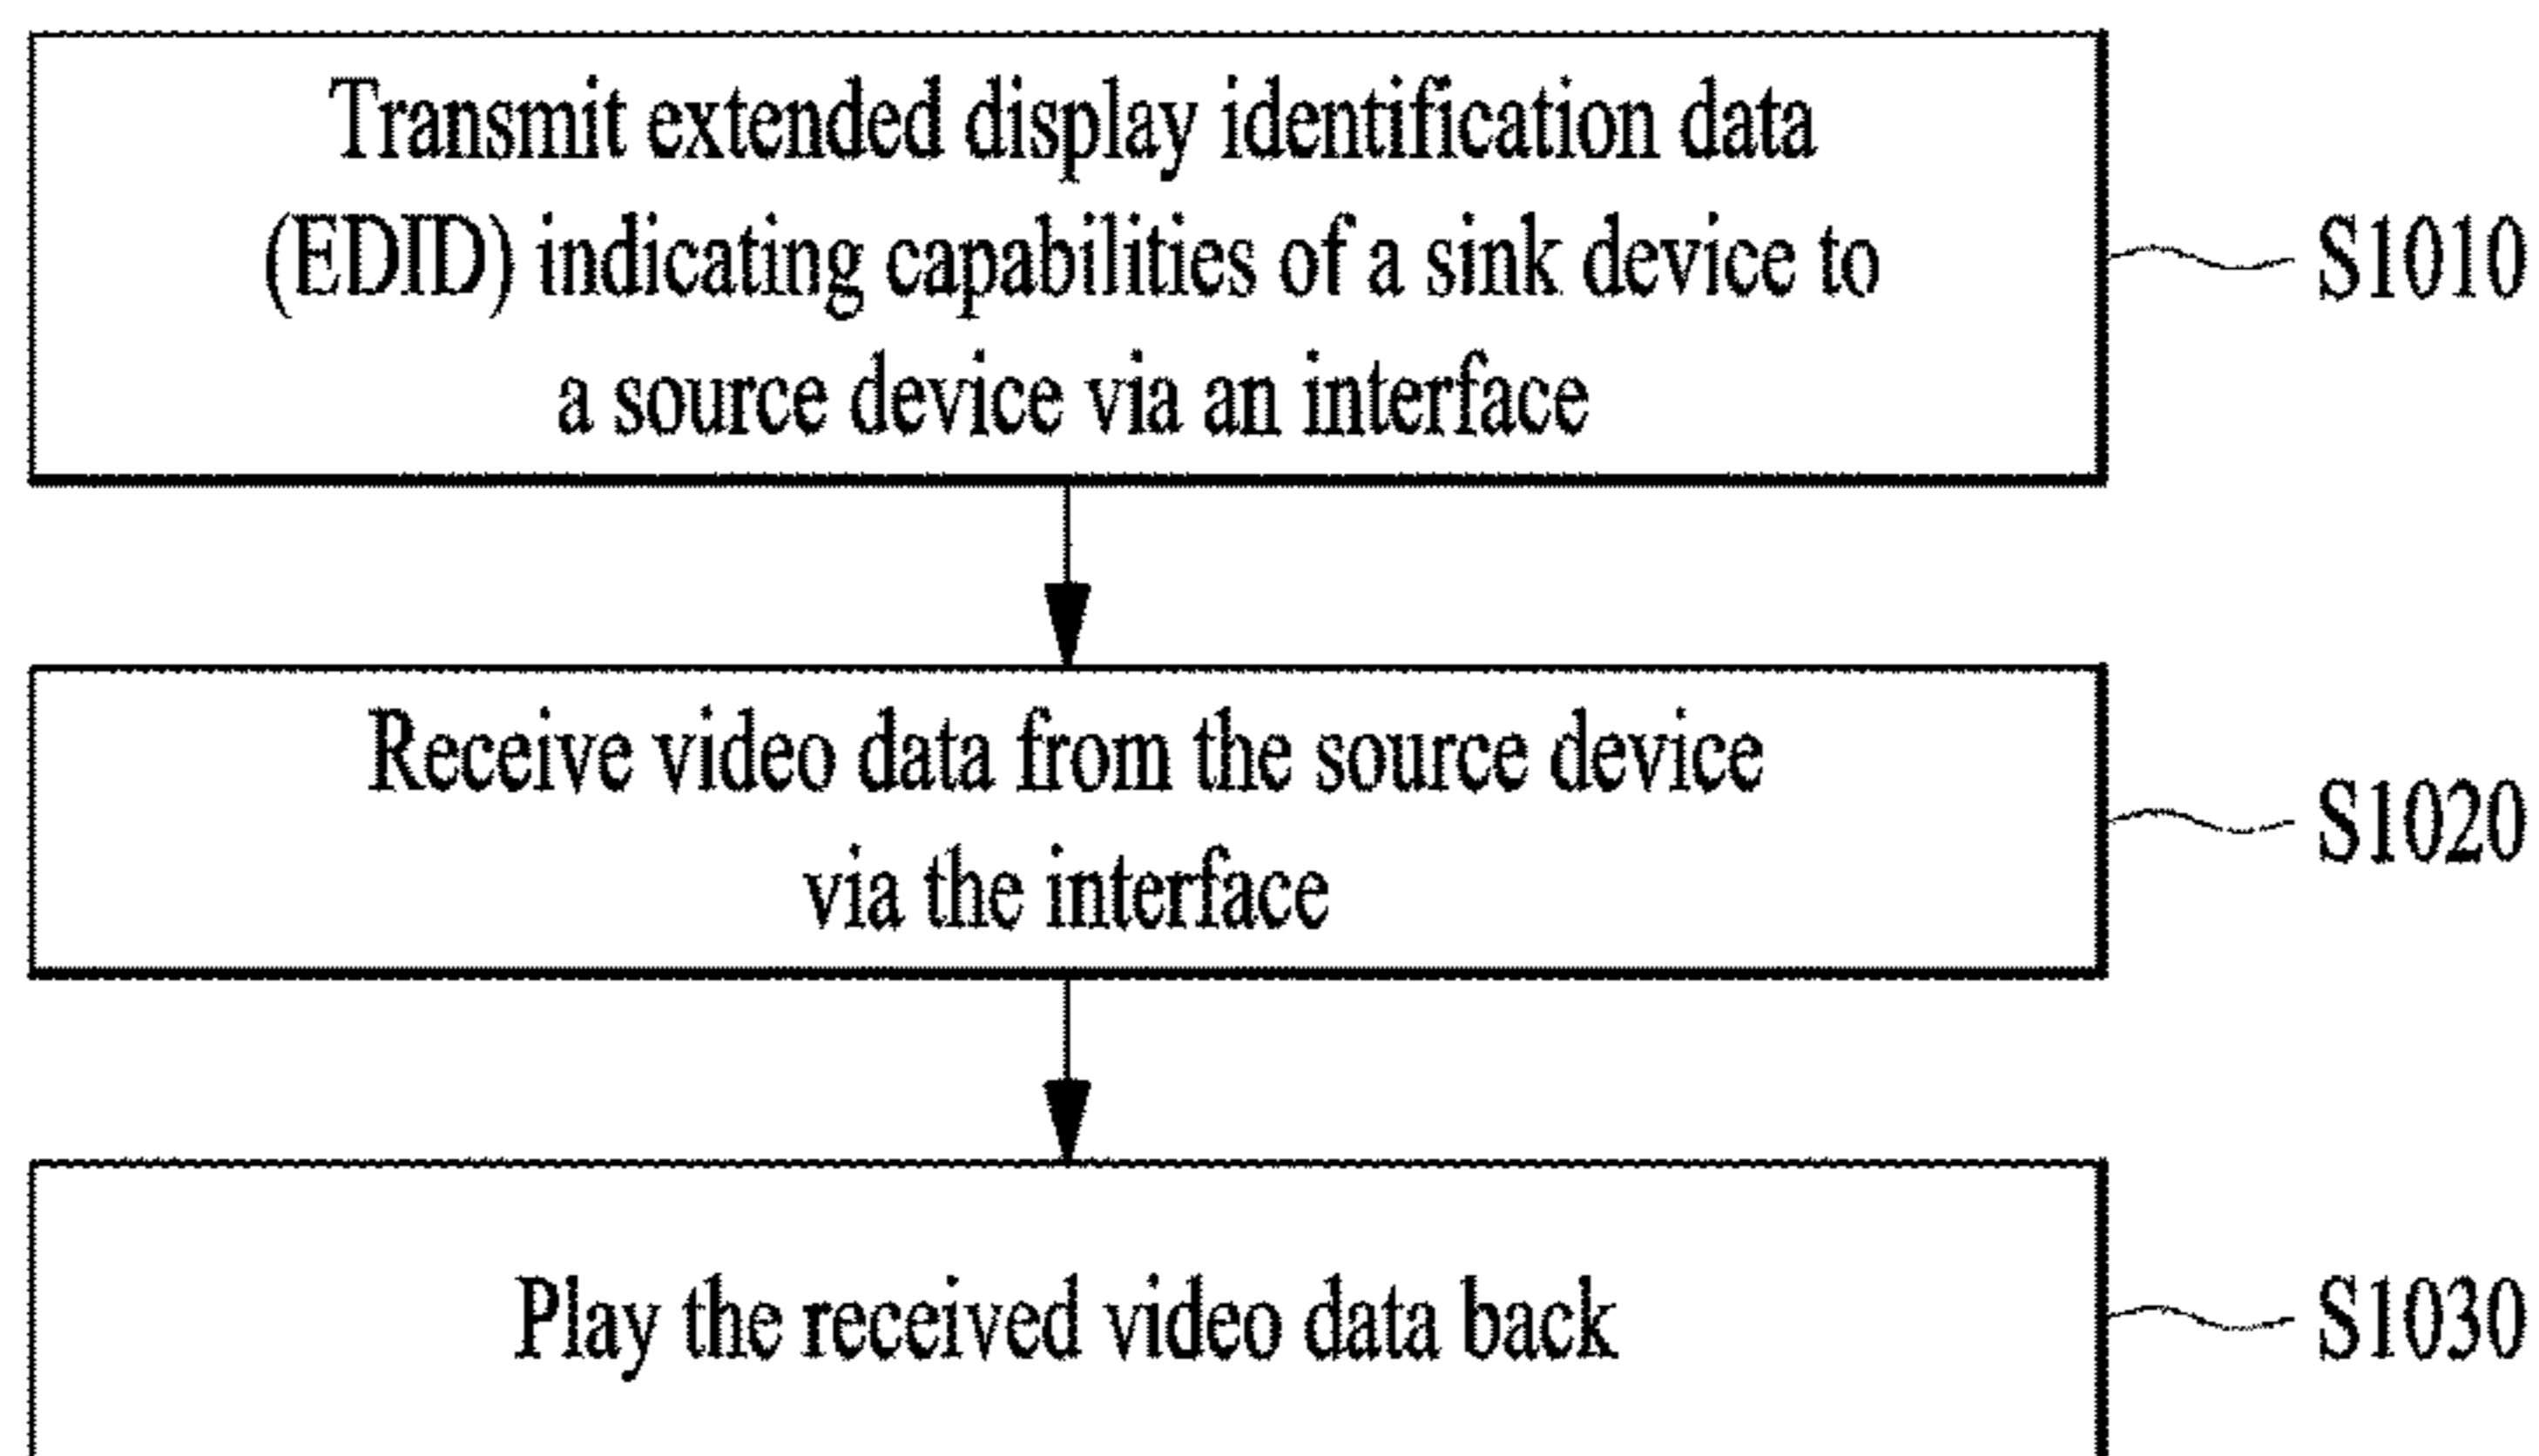 Transmit extended display identification data
(EDID) indicating capabilities of a sink device to
a source device via an interface
S1010
Receive video data from the source device
via the interface
S1020
Play the received video data back
S1030